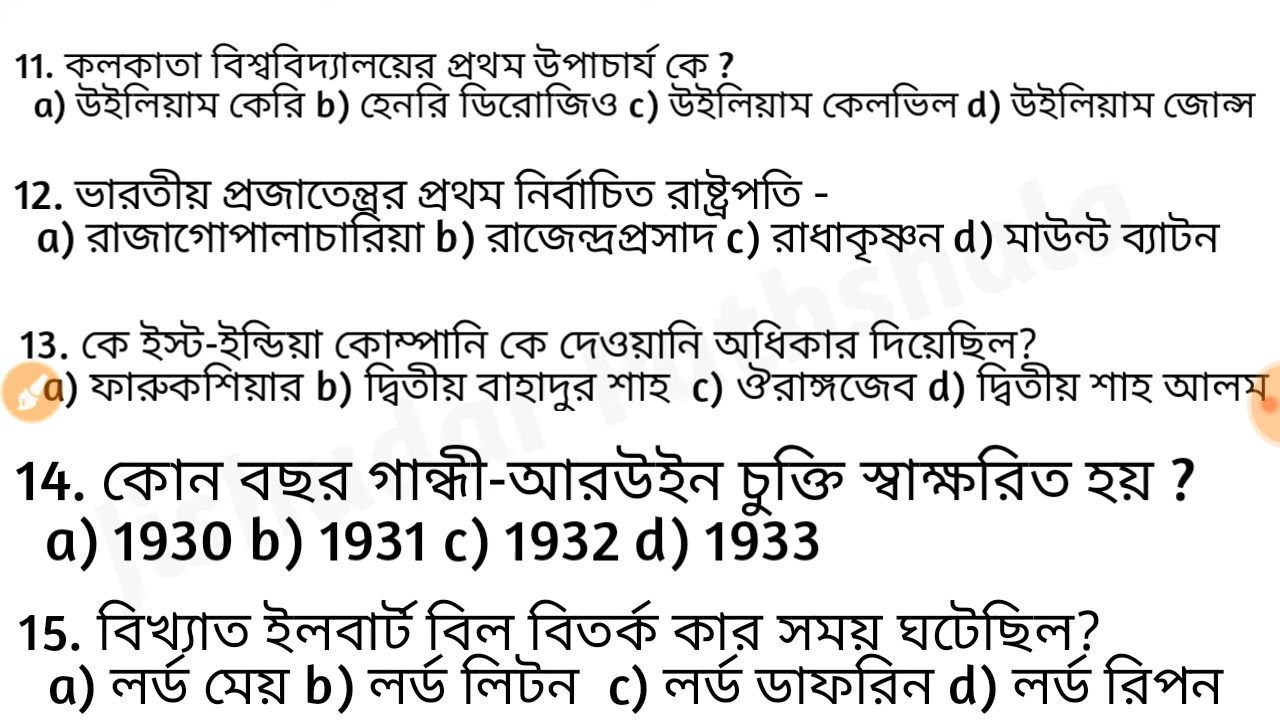 11. কলকাতা বিশ্ববিদ্যালয়ের প্রথম উপাচার্য কে ?
a) উইলিয়াম কেরি b) হেনরি ডিরোজিও c) উইলিয়াম কেলভিল d) উইলিয়াম জোন্স
12. ভারতীয় প্রজাতেন্ত্রর প্রথম নির্বাচিত রাষ্ট্রপতি -
a) রাজাগোপালাচারিয়া b) রাজেন্দ্রপ্রসাদ c) রাধাকৃষ্ণন d) মাউন্ট ব্যাটন
13. কে ইস্ট-ইন্ডিয়া কোম্পানি কে দেওয়ানি অধিকার দিয়েছিল?
a) ফারুকশিয়ার b) দ্বিতীয় বাহাদুর শাহ c) ঔরাঙ্গজেব d) দ্বিতীয় শাহ আলম
14. কোন বছর গান্ধী-আরউইন চুক্তি স্বাক্ষরিত হয় ?
a) 1930 b) 1931 c) 1932 d) 1933
15. বিখ্যাত ইলবার্ট বিল বিতর্ক কার সময় ঘটেছিল?
a) লর্ড মেয় b) লর্ড লিটন c) লর্ড ডাফরিন d) লর্ড রিপন